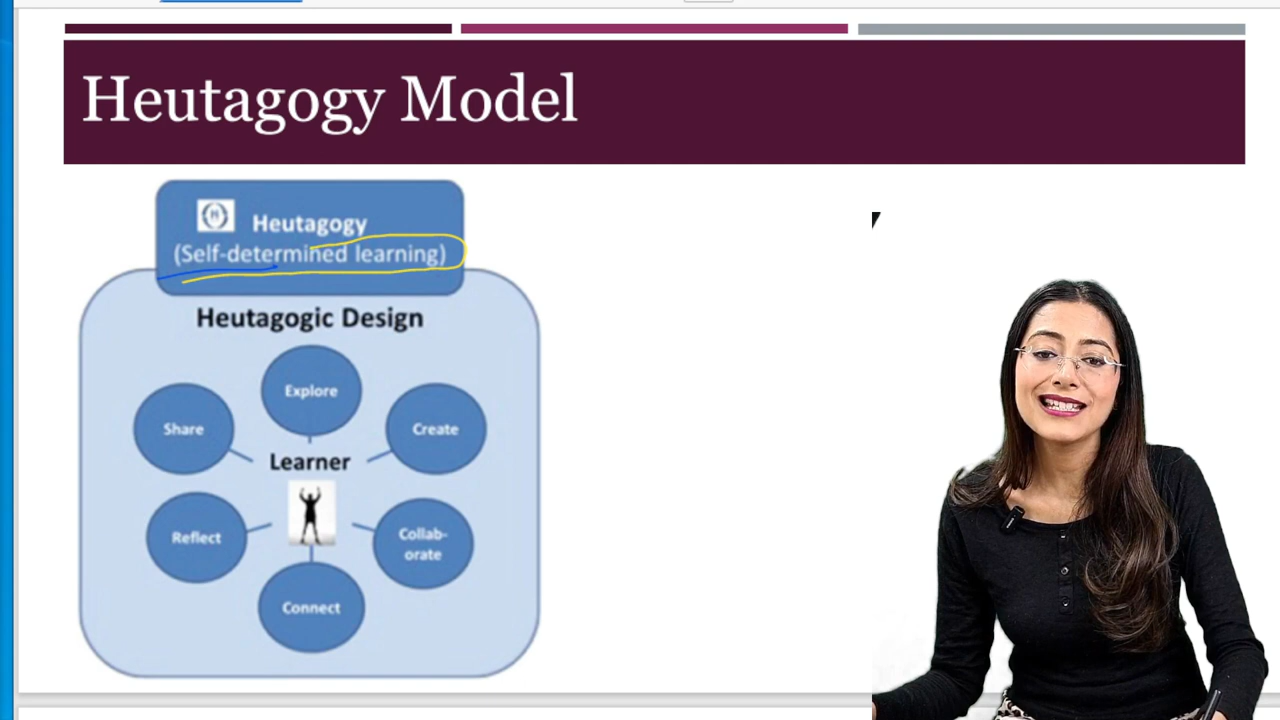 Heutagogy Model
Heutagogy
(Self-determined learning)
Heutagogic Design
Explore
Share
Create
Learner
Reflect
Collab-
orate
Connect